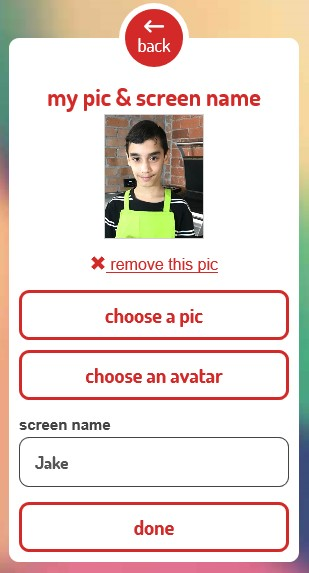 ←
back
my pic & screen name
✖ remove this pic
choose a pic
choose an avatar
screen name
Jake
done